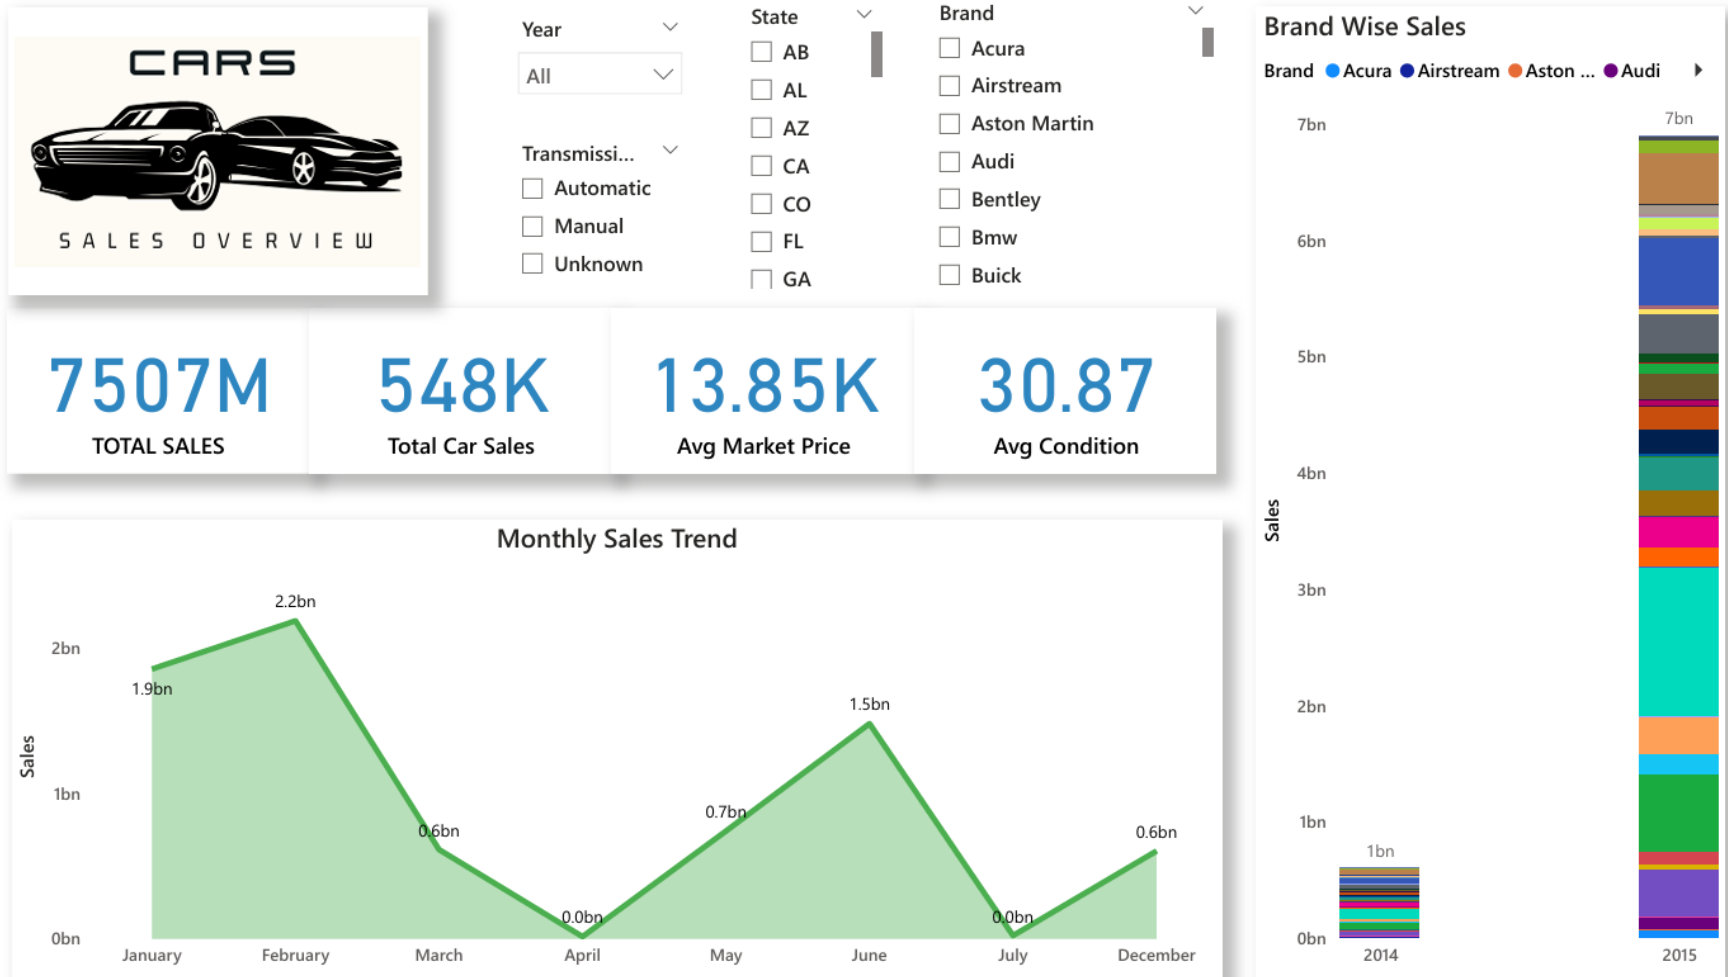 CARS
SALES OVERVIEW
Year
All
Transmissi...
Automatic
Manual
Unknown
State
AB
AL
AZ
CA
CO
FL
GA
Brand
Acura
Airstream
Aston Martin
Audi
Bentley
Bmw
Buick
7507M
TOTAL SALES
548K
Total Car Sales
13.85K
Avg Market Price
30.87
Avg Condition
Monthly Sales Trend
Sales
2bn
1bn
0bn
1.9bn
2.2bn
0.6bn
0.0bn
0.7bn
1.5bn
0.0bn
0.6bn
January February March April May June July December
Brand Wise Sales
Brand Acura Airstream Aston ... Audi
Sales
7bn
6bn
5bn
4bn
3bn
2bn
1bn
0bn
1bn
7bn
2014 2015